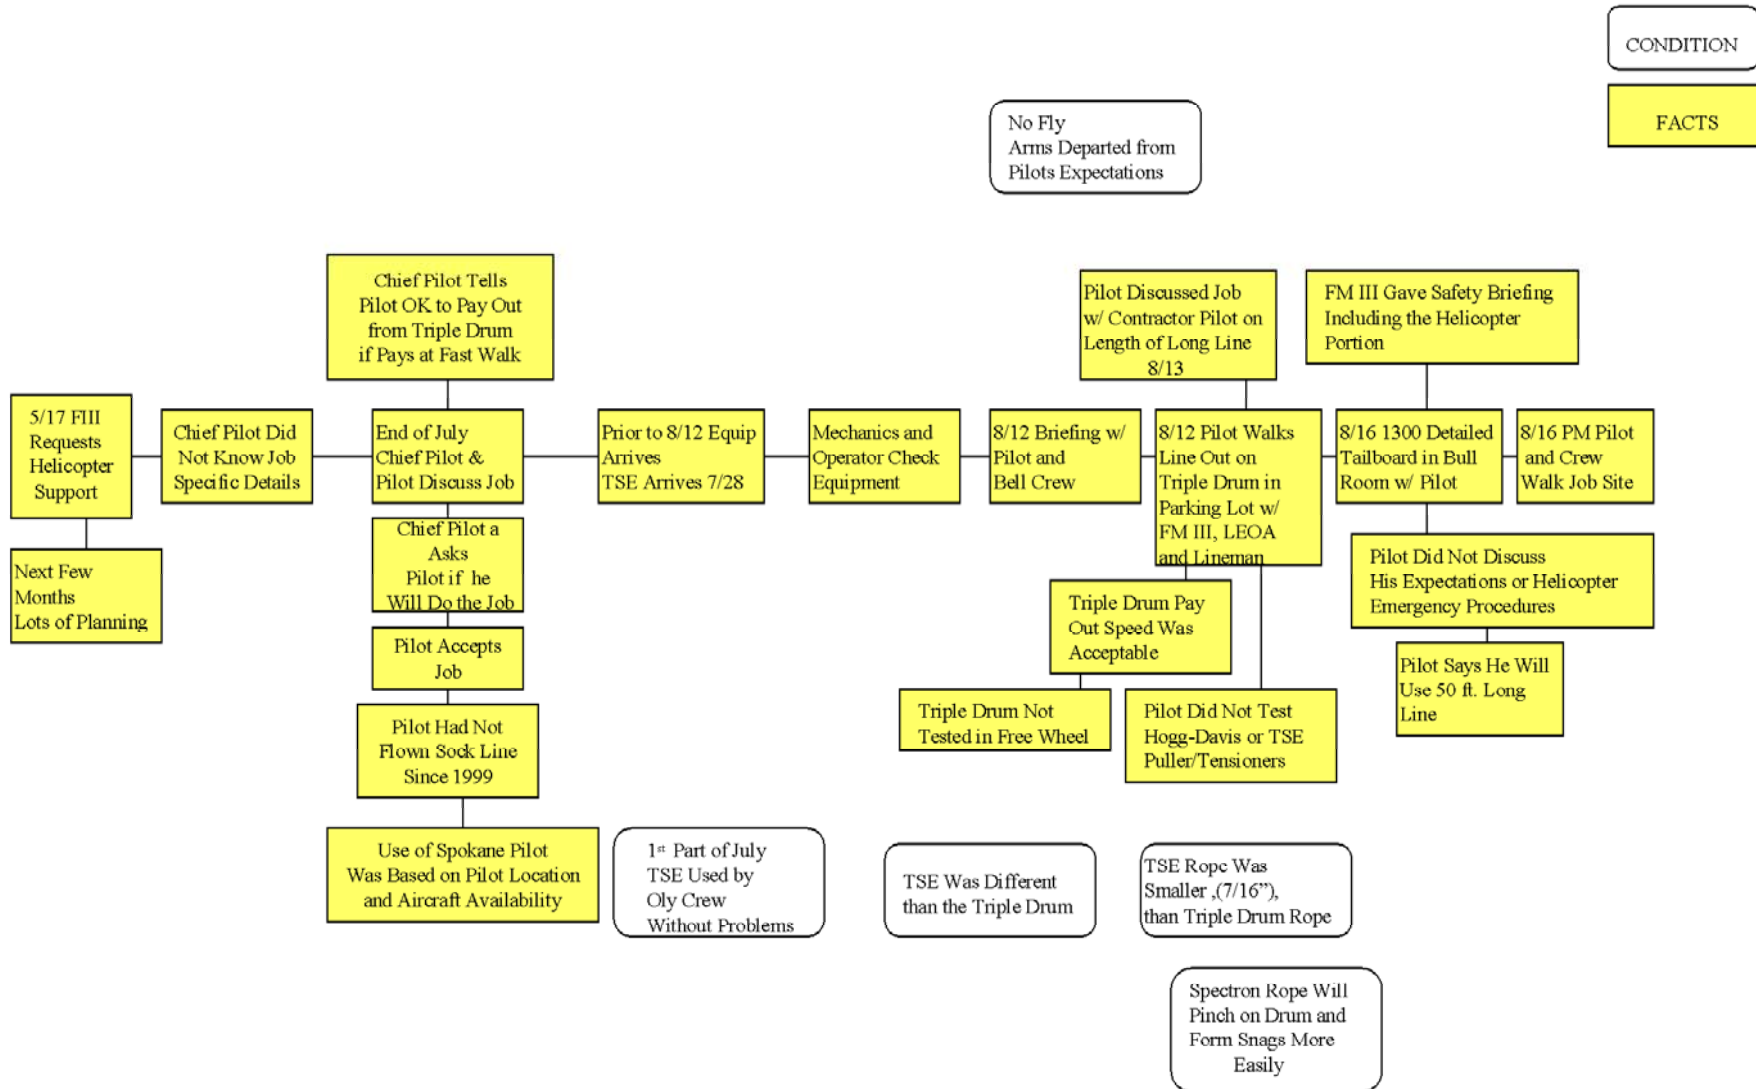 CONDITION
FACTS
No Fly
Arms Departed from
Pilots Expectations
Chief Pilot Tells
Pilot OK to Pay Out
from Triple Drum
if Pays at Fast Walk
Pilot Discussed Job
w/ Contractor Pilot on
Length of Long Line
8/13
FM III Gave Safety Briefing
Including the Helicopter
Portion
5/17 FIII
Requests
Helicopter
Support
Chief Pilot Did
Not Know Job
Specific Details
End of July
Chief Pilot &
Pilot Discuss Job
Prior to 8/12 Equip
Arrives
TSE Arrives 7/28
Mechanics and
Operator Check
Equipment
8/12 Briefing w/
Pilot and
Bell Crew
8/12 Pilot Walks
Line Out on
Triple Drum in
Parking Lot w/
FM III, LEOA
and Lineman
8/16 1300 Detailed
Tailboard in Bull
Room w/ Pilot
8/16 PM Pilot
and Crew
Walk Job Site
Next Few
Months
Lots of Planning
Chief Pilot a
Asks
Pilot if he
Will Do the Job
Pilot Did Not Discuss
His Expectations or Helicopter
Emergency Procedures
Triple Drum Pay
Out Speed Was
Acceptable
Pilot Accepts
Job
Pilot Says He Will
Use 50 ft. Long
Line
Pilot Had Not
Flown Sock Line
Since 1999
Triple Drum Not
Tested in Free Wheel
Pilot Did Not Test
Hogg-Davis or TSE
Puller/Tensioners
Use of Spokane Pilot
Was Based on Pilot Location
and Aircraft Availability
1st Part of July
TSE Used by
Oly Crew
Without Problems
TSE Was Different
than the Triple Drum
TSE Rope Was
Smaller ,(7/16”),
than Triple Drum Rope
Spectron Rope Will
Pinch on Drum and
Form Snags More
Easily